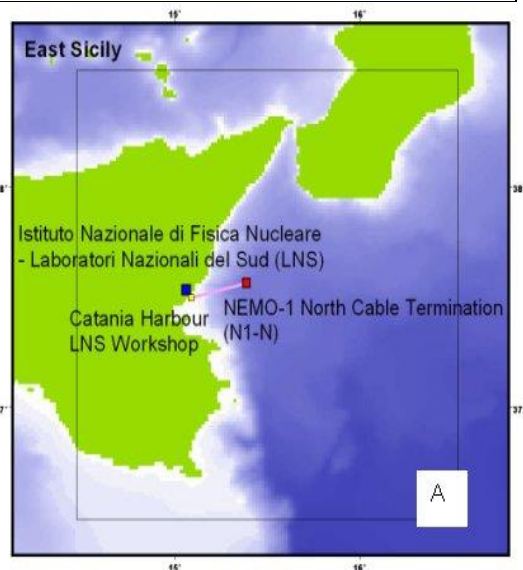 15˚ 16˚
East Sicily
38˚ 38˚
Istituto Nazionale di Fisica Nucleare
- Laboratori Nazionali del Sud (LNS)
Catania Harbour
LNS Workshop
NEMO-1 North Cable Termination
(N1-N)
37˚ 37˚
A
15˚ 16˚